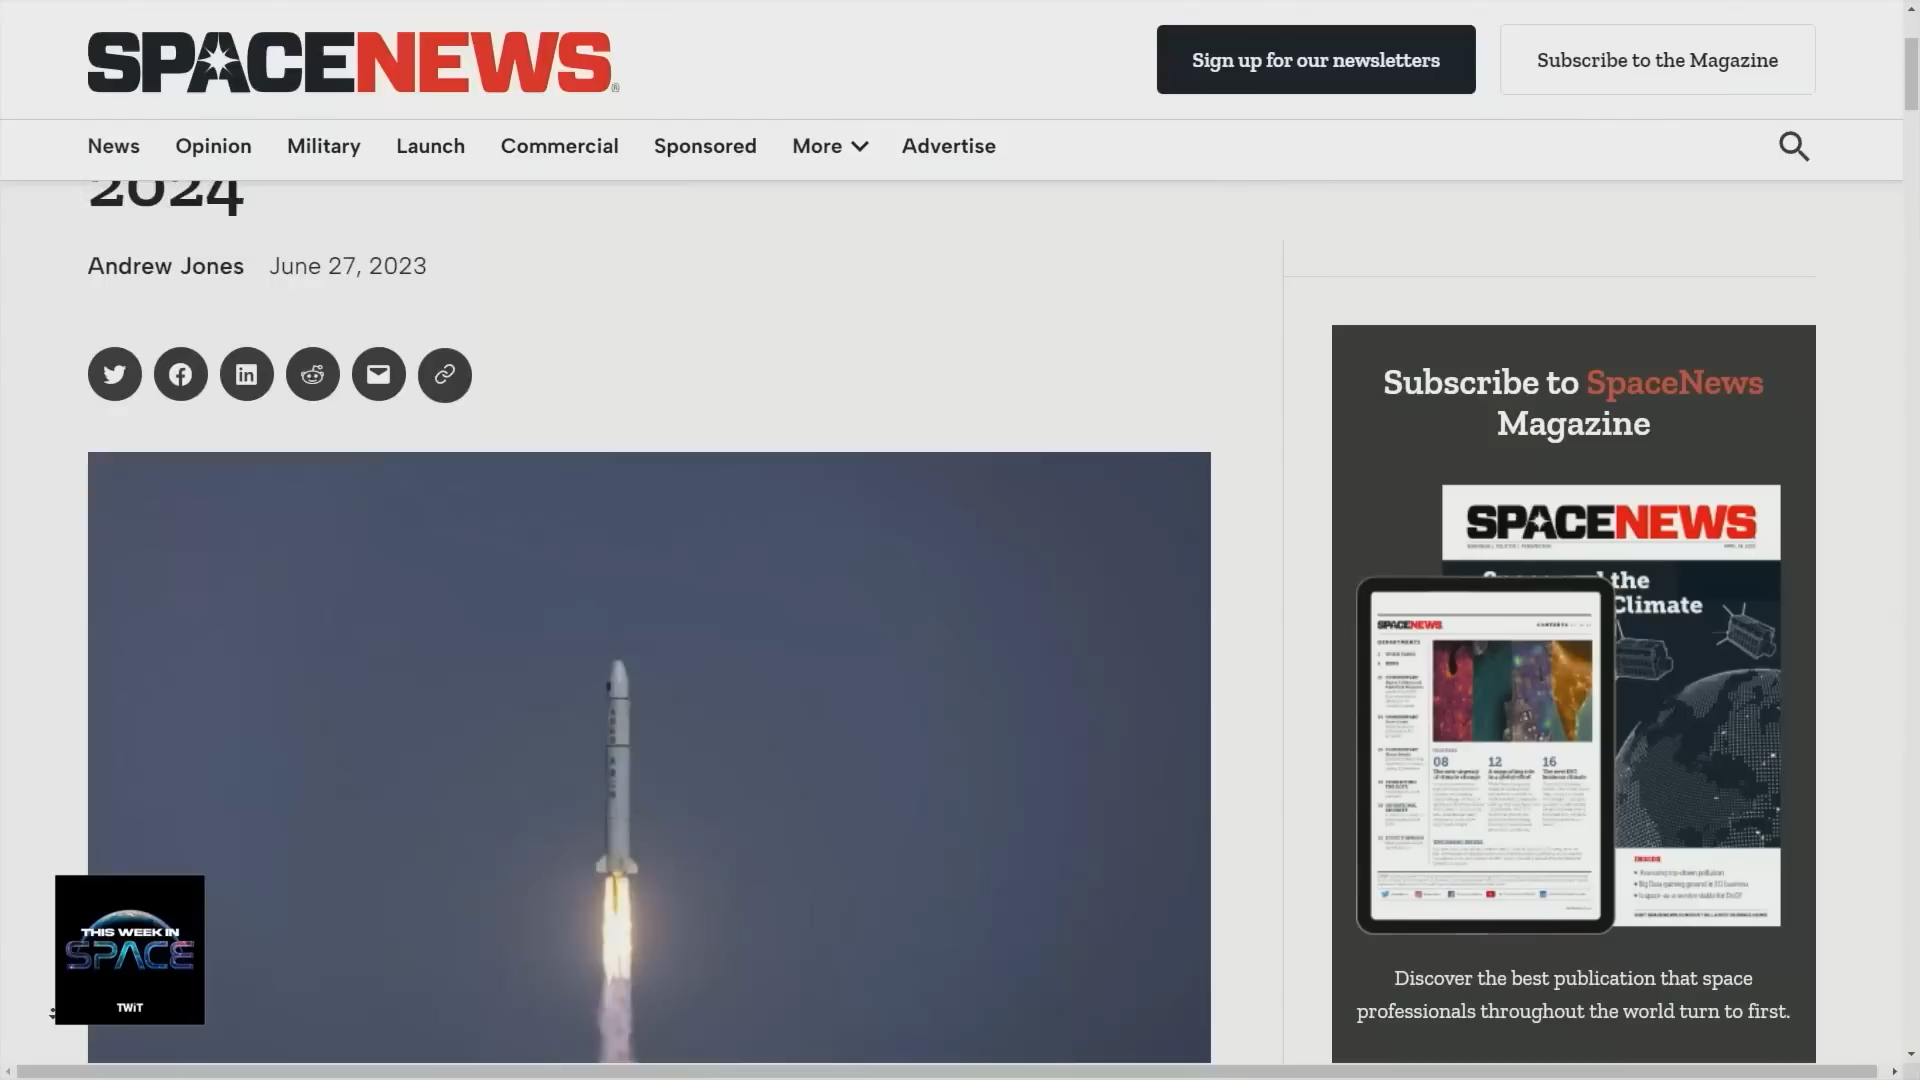 SPACENEWS®
Sign up for our newsletters
Subscribe to the Magazine
News
Opinion
Military
Launch
Commercial
Sponsored
More
Advertise
2024
Andrew Jones
June 27, 2023
Subscribe to SpaceNews
Magazine
SPACENEWS
the
Climate
SPACENEWS
CONTENTS
08
12
16
INSIDE
THIS WEEK IN
SPACE
TWiT
Discover the best publication that space
professionals throughout the world turn to first.